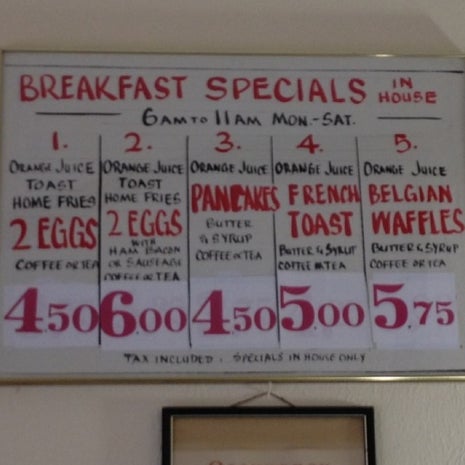 BREAKFAST SPECIALS IN HOUSE
6AM TO 11AM MON.-SAT.
1.
ORANGE JUICE
TOAST
HOME FRIES
2 EGGS
COFFEE OR TEA
4.50
2.
ORANGE JUICE
TOAST
HOME FRIES
2 EGGS
WITH
HAM BACON
OR SAUSEAGE
COFFEE OR TEA
6.00
3.
ORANGE JUICE
PANCAKES
BUTTER
& SYRUP
COFFEE OR TEA
4.50
4.
ORANGE JUICE
FRENCH
TOAST
BUTTER & SYRUP
COFFEE OR TEA
5.00
5.
ORANGE JUICE
BELGIAN
WAFFLES
BUTTER & SYRUP
COFFEE OR TEA
5.75
TAX INCLUDED . SPECIALS IN HOUSE ONLY